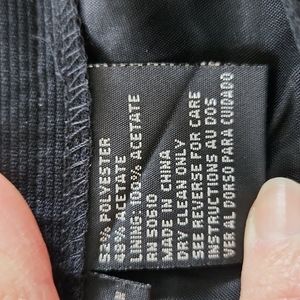 52% POLYESTER
48% ACETATE
LINING: 100% ACETATE
RN 50610
MADE IN CHINA
DRY CLEAN ONLY
SEE REVERSE FOR CARE
INSTRUCTIONS AU DOS
VER AL DORSO PARA CUIDADO